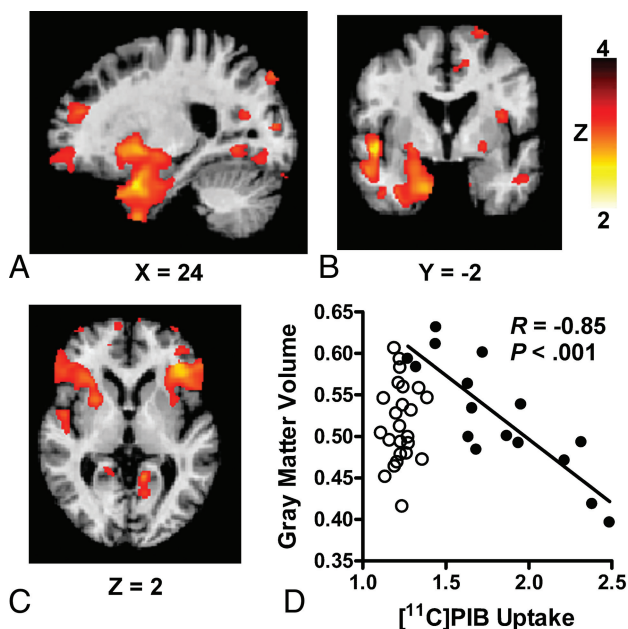 4
Z
2
A
X = 24
B
Y = -2
C
Z = 2
D
Gray Matter Volume
0.65
0.60
0.55
0.50
0.45
0.40
0.35
R = -0.85
P < .001
1.0
1.5
2.0
2.5
[¹¹C]PIB Uptake